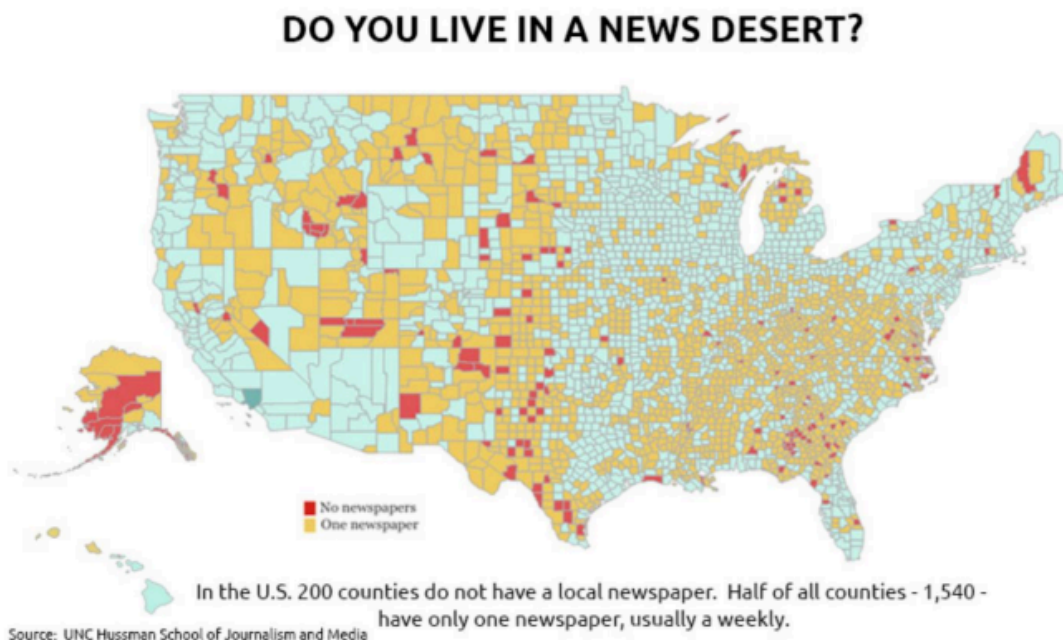 DO YOU LIVE IN A NEWS DESERT?
No newspapers
One newspaper
In the U.S. 200 counties do not have a local newspaper. Half of all counties - 1,540 -
have only one newspaper, usually a weekly.
Source: UNC Hussman School of Journalism and Media